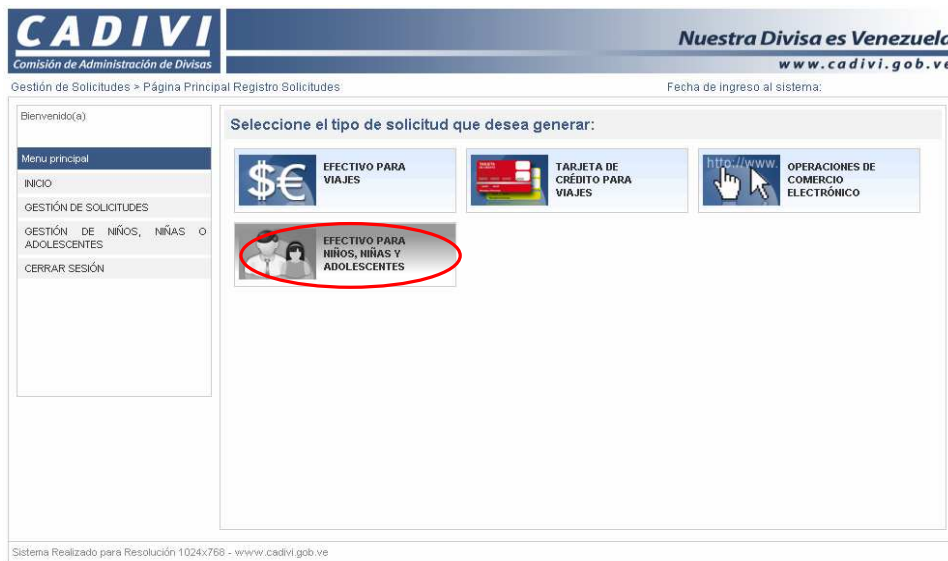 CADIVI
Comisión de Administración de Divisas
Nuestra Divisa es Venezuela
www.cadivi.gob.ve
Gestión de Solicitudes > Página Principal Registro Solicitudes
Fecha de ingreso al sistema:
Bienvenido(a)
Menu principal
INICIO
GESTIÓN DE SOLICITUDES
GESTIÓN DE NIÑOS, NIÑAS O
ADOLESCENTES
CERRAR SESIÓN
Seleccione el tipo de solicitud que desea generar:
$€
EFECTIVO PARA
VIAJES
TARJETA DE
CRÉDITO PARA
VIAJES
http://www.
OPERACIONES DE
COMERCIO
ELECTRÓNICO
EFECTIVO PARA
NIÑOS, NIÑAS Y
ADOLESCENTES
Sistema Realizado para Resolución 1024x768 - www.cadivi.gob.ve